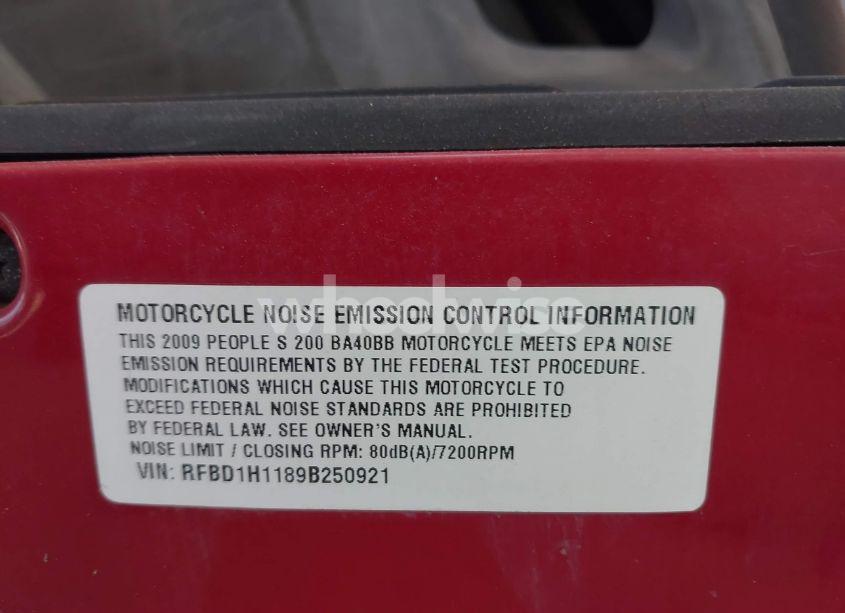 MOTORCYCLE NOISE EMISSION CONTROL INFORMATION
THIS 2009 PEOPLE S 200 BA40BB MOTORCYCLE MEETS EPA NOISE
EMISSION REQUIREMENTS BY THE FEDERAL TEST PROCEDURE.
MODIFICATIONS WHICH CAUSE THIS MOTORCYCLE TO
EXCEED FEDERAL NOISE STANDARDS ARE PROHIBITED
BY FEDERAL LAW. SEE OWNER'S MANUAL.
NOISE LIMIT / CLOSING RPM: 80dB(A)/7200RPM
VIN: RFBD1H1189B250921
wheelwise